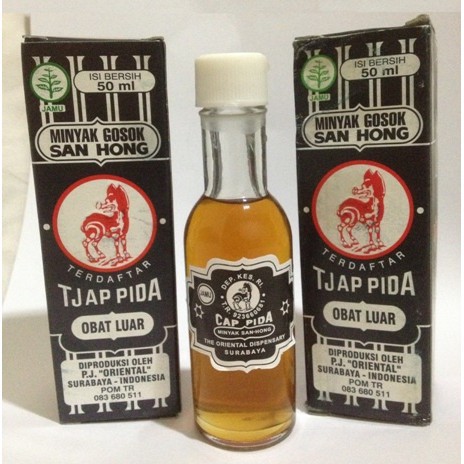 ISI BERSIH
50 ml
JAMU
MINYAK GOSOK
SAN HONG
TERDAFTAR
TJAP PIDA
OBAT LUAR
DIPRODUKSI OLEH
P.J. "ORIENTAL"
SURABAYA - INDONESIA
POM TR
083 680 511
DEP. KES. RI.
JAMU
CAP PIDA
MINYAK SAN-HONG
THE ORIENTAL DISPENSARY
SURABAYA
ISI BERSIH
50 ml
JAMU
MINYAK GOSOK
SAN HONG
TERDAFTAR
TJAP PIDA
OBAT LUAR
DIPRODUKSI OLEH
P.J. "ORIENTAL"
SURABAYA - INDONESIA
POM TR
083 680 511